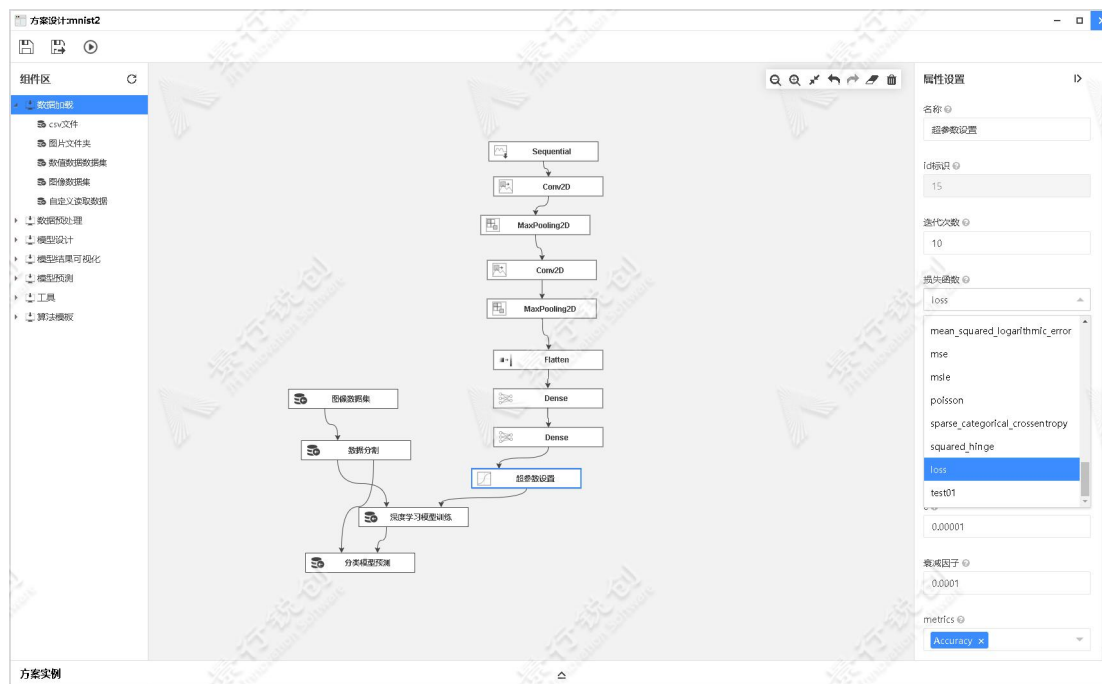 方案设计:mnist2
组件区
数据加载
csv文件
图片文件夹
数值数据数据集
图像数据集
自定义读取数据
数据预处理
模型设计
模型结果可视化
模型预测
工具
算法模板
Sequential
Conv2D
MaxPooling2D
Conv2D
MaxPooling2D
Flatten
Dense
Dense
超参数设置
图像数据集
数据分割
深度学习模型训练
分类模型预测
属性设置
名称
超参数设置
id标识
15
迭代次数
10
损失函数
loss
mean_squared_logarithmic_error
mse
msle
poisson
sparse_categorical_crossentropy
squared_hinge
loss
test01
0.00001
衰减因子
0.0001
metrics
Accuracy ×
方案实例
景行锐创
JH Innovation Software